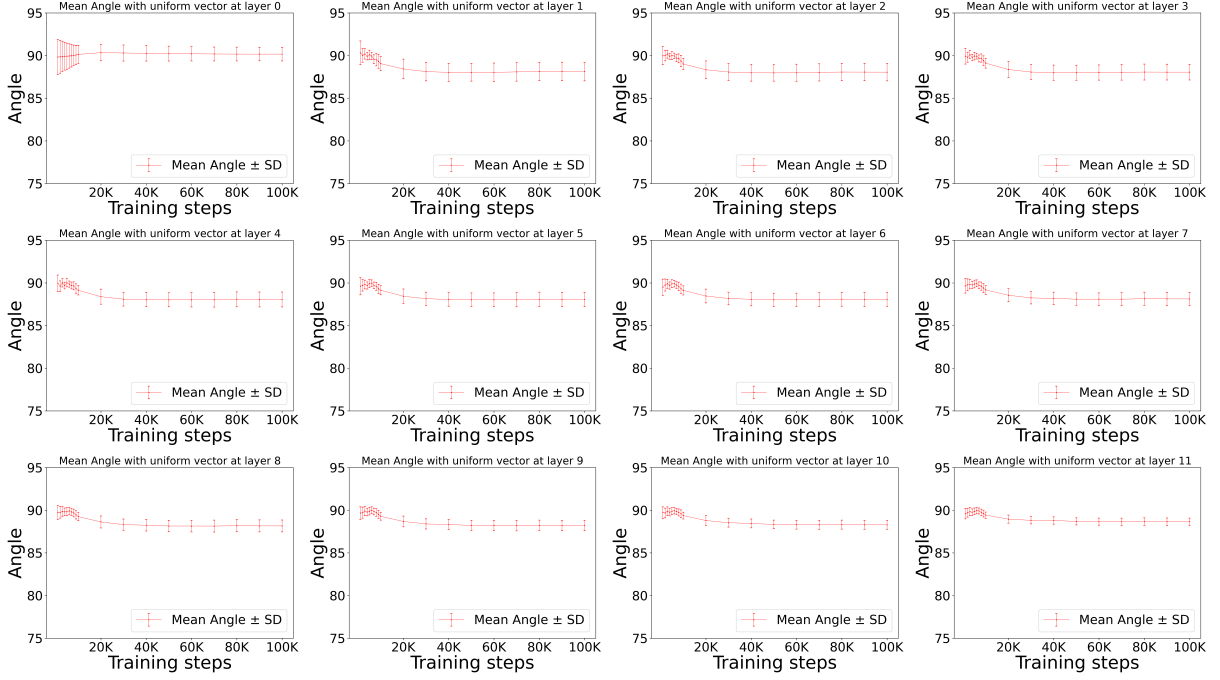 Mean Angle with uniform vector at layer 0
95
90
85
80
75
Angle
Mean Angle ± SD
20K 40K 60K 80K 100K
Training steps
Mean Angle with uniform vector at layer 1
95
90
85
80
75
Angle
Mean Angle ± SD
20K 40K 60K 80K 100K
Training steps
Mean Angle with uniform vector at layer 2
95
90
85
80
75
Angle
Mean Angle ± SD
20K 40K 60K 80K 100K
Training steps
Mean Angle with uniform vector at layer 3
95
90
85
80
75
Angle
Mean Angle ± SD
20K 40K 60K 80K 100K
Training steps
Mean Angle with uniform vector at layer 4
95
90
85
80
75
Angle
Mean Angle ± SD
20K 40K 60K 80K 100K
Training steps
Mean Angle with uniform vector at layer 5
95
90
85
80
75
Angle
Mean Angle ± SD
20K 40K 60K 80K 100K
Training steps
Mean Angle with uniform vector at layer 6
95
90
85
80
75
Angle
Mean Angle ± SD
20K 40K 60K 80K 100K
Training steps
Mean Angle with uniform vector at layer 7
95
90
85
80
75
Angle
Mean Angle ± SD
20K 40K 60K 80K 100K
Training steps
Mean Angle with uniform vector at layer 8
95
90
85
80
75
Angle
Mean Angle ± SD
20K 40K 60K 80K 100K
Training steps
Mean Angle with uniform vector at layer 9
95
90
85
80
75
Angle
Mean Angle ± SD
20K 40K 60K 80K 100K
Training steps
Mean Angle with uniform vector at layer 10
95
90
85
80
75
Angle
Mean Angle ± SD
20K 40K 60K 80K 100K
Training steps
Mean Angle with uniform vector at layer 11
95
90
85
80
75
Angle
Mean Angle ± SD
20K 40K 60K 80K 100K
Training steps